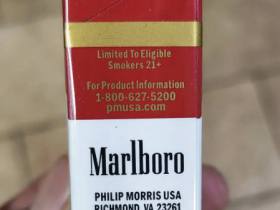 Limited To Eligible
Smokers 21+
For Product Information
1-800-627-5200
pmusa.com
Marlboro
PHILIP MORRIS USA
RICHMOND, VA 23261